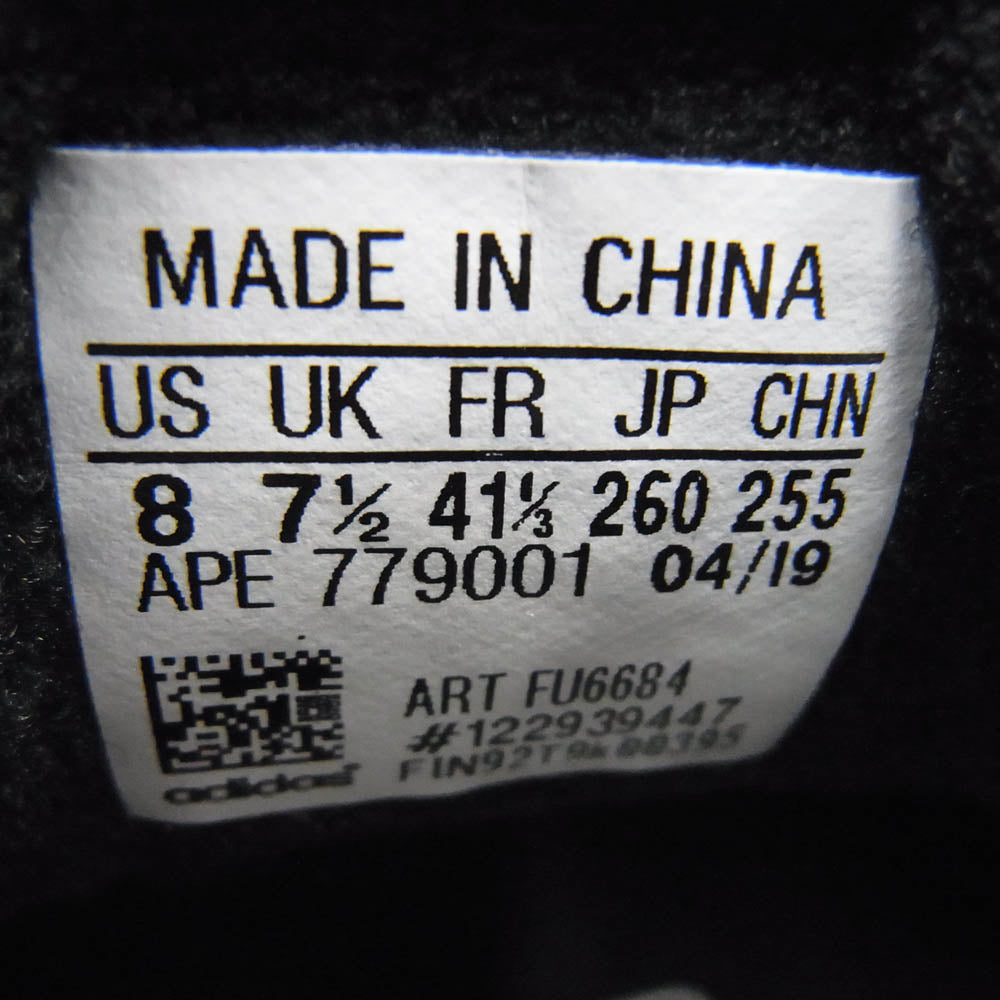 MADE IN CHINA
US UK FR JP CHN
8 7½ 41⅓ 260 255
APE 779001 04/19
ART FU6684
#122939447
adidas